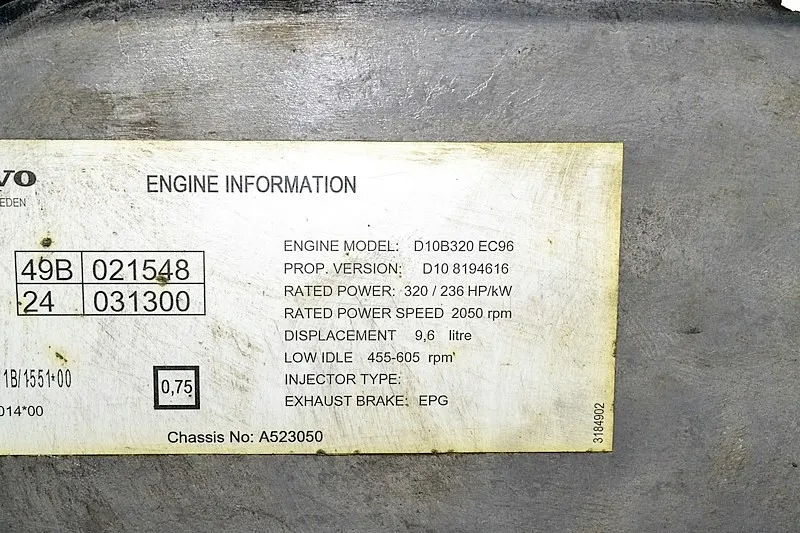 VO
EDEN
ENGINE INFORMATION
49B 021548
24 031300
ENGINE MODEL: D10B320 EC96
PROP. VERSION: D10 8194616
RATED POWER: 320 / 236 HP/kW
RATED POWER SPEED 2050 rpm
DISPLACEMENT 9,6 litre
LOW IDLE 455-605 rpm
INJECTOR TYPE:
EXHAUST BRAKE: EPG
1B/1551*00
014*00
0,75
Chassis No: A523050
3184902